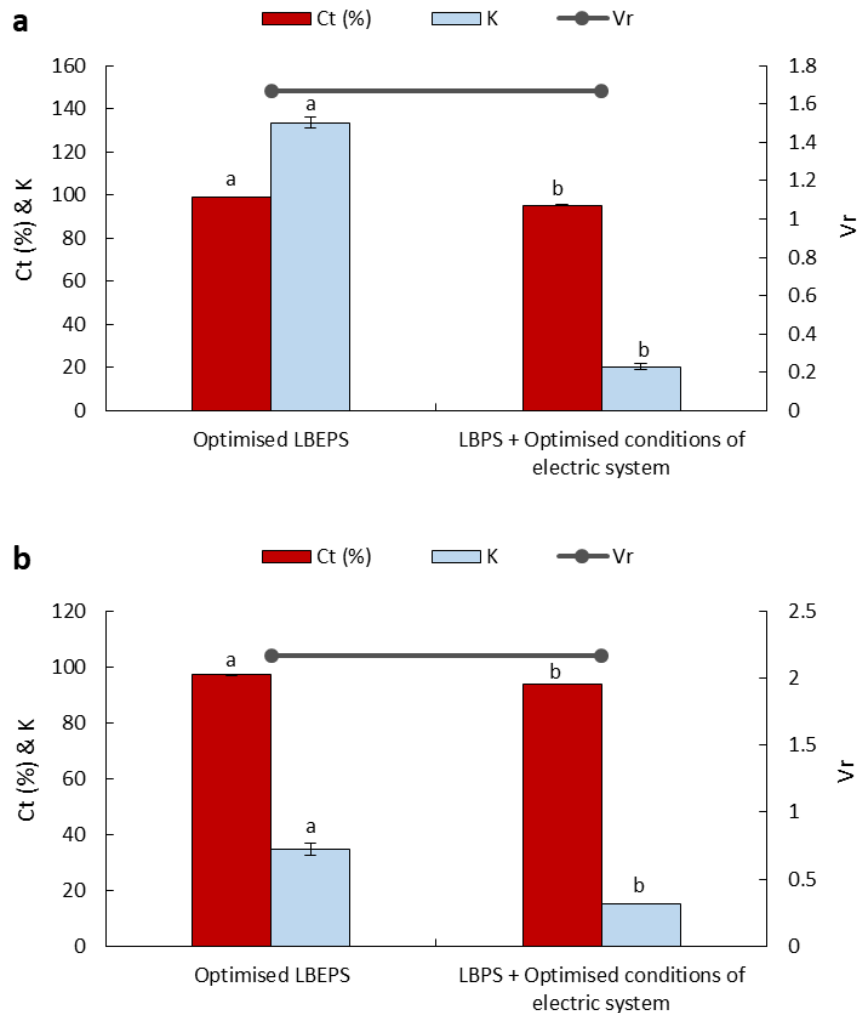 a
Ct (%) K Vr
160
140
120
100
80
60
40
20
0
Ct (%) & K
1.8
1.6
1.4
1.2
1
0.8
0.6
0.4
0.2
0
Vr
a
a
b
b
Optimised LBEPS
LBPS + Optimised conditions of
electric system
b
Ct (%) K Vr
120
100
80
60
40
20
0
Ct (%) & K
2.5
2
1.5
1
0.5
0
Vr
a
a
b
b
Optimised LBEPS
LBPS + Optimised conditions of
electric system